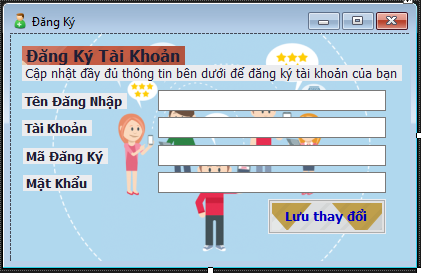 Đăng Ký
Đăng Ký Tài Khoản
Cập nhật đầy đủ thông tin bên dưới để đăng ký tài khoản của bạn
Tên Đăng Nhập
Tài Khoản
Mã Đăng Ký
Mật Khẩu
Lưu thay đổi